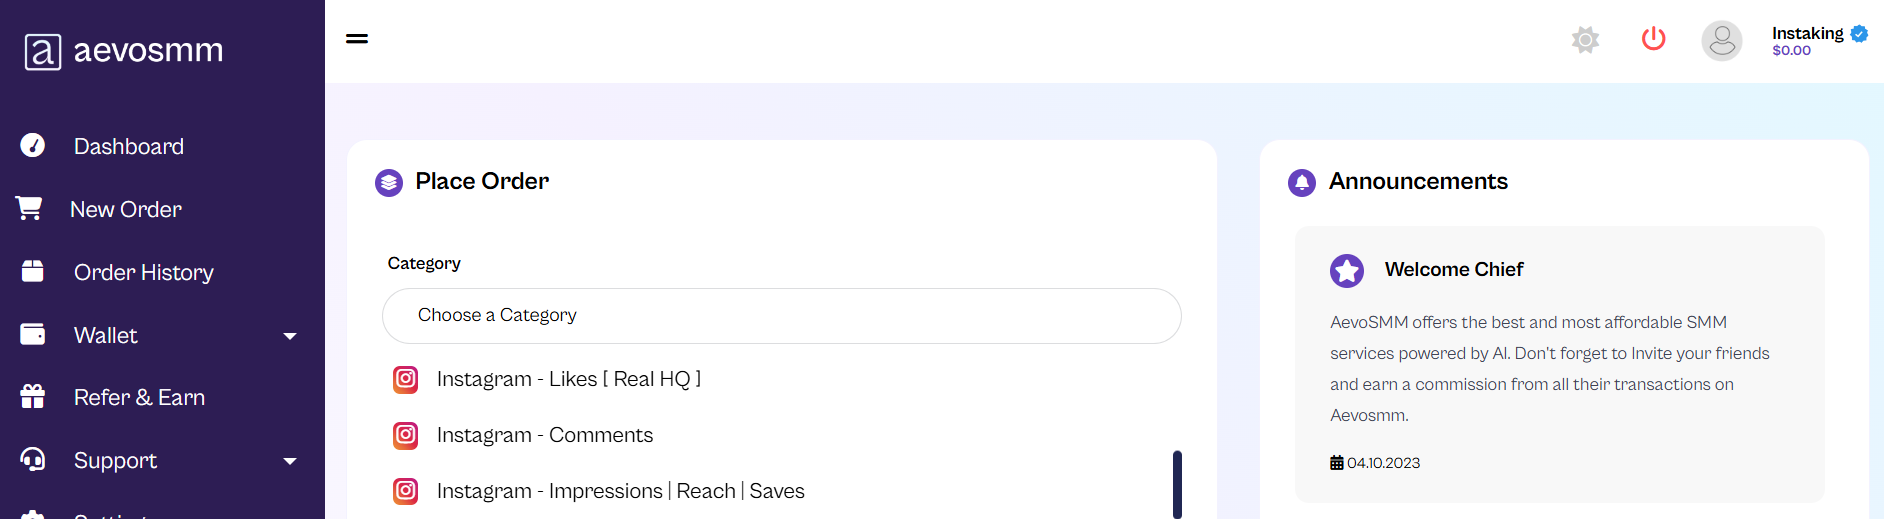 aevosmm
Instaking
$0.00
Dashboard
New Order
Order History
Wallet
Refer & Earn
Support
Place Order
Category
Choose a Category
Instagram - Likes [ Real HQ ]
Instagram - Comments
Instagram - Impressions | Reach | Saves
Announcements
Welcome Chief
AevoSMM offers the best and most affordable SMM
services powered by AI. Don't forget to Invite your friends
and earn a commission from all their transactions on
Aevosmm.
04.10.2023